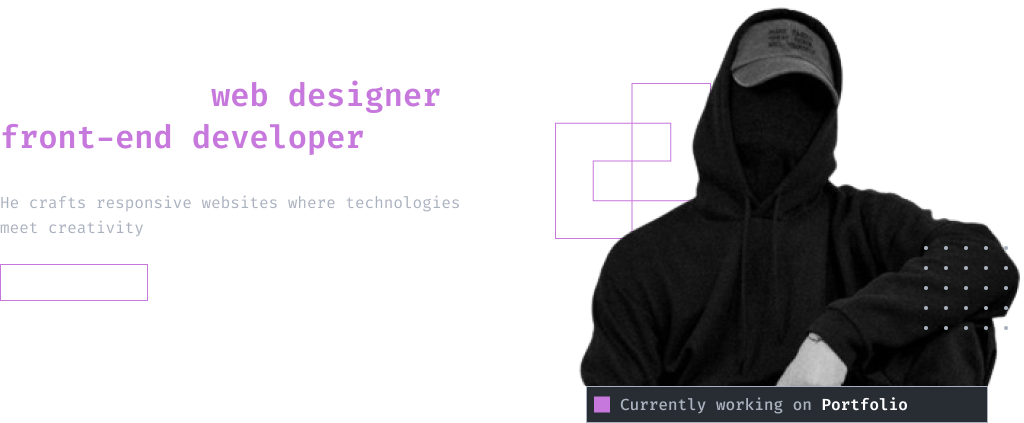 web designer
front-end developer
He crafts responsive websites where technologies
meet creativity
Currently working on Portfolio